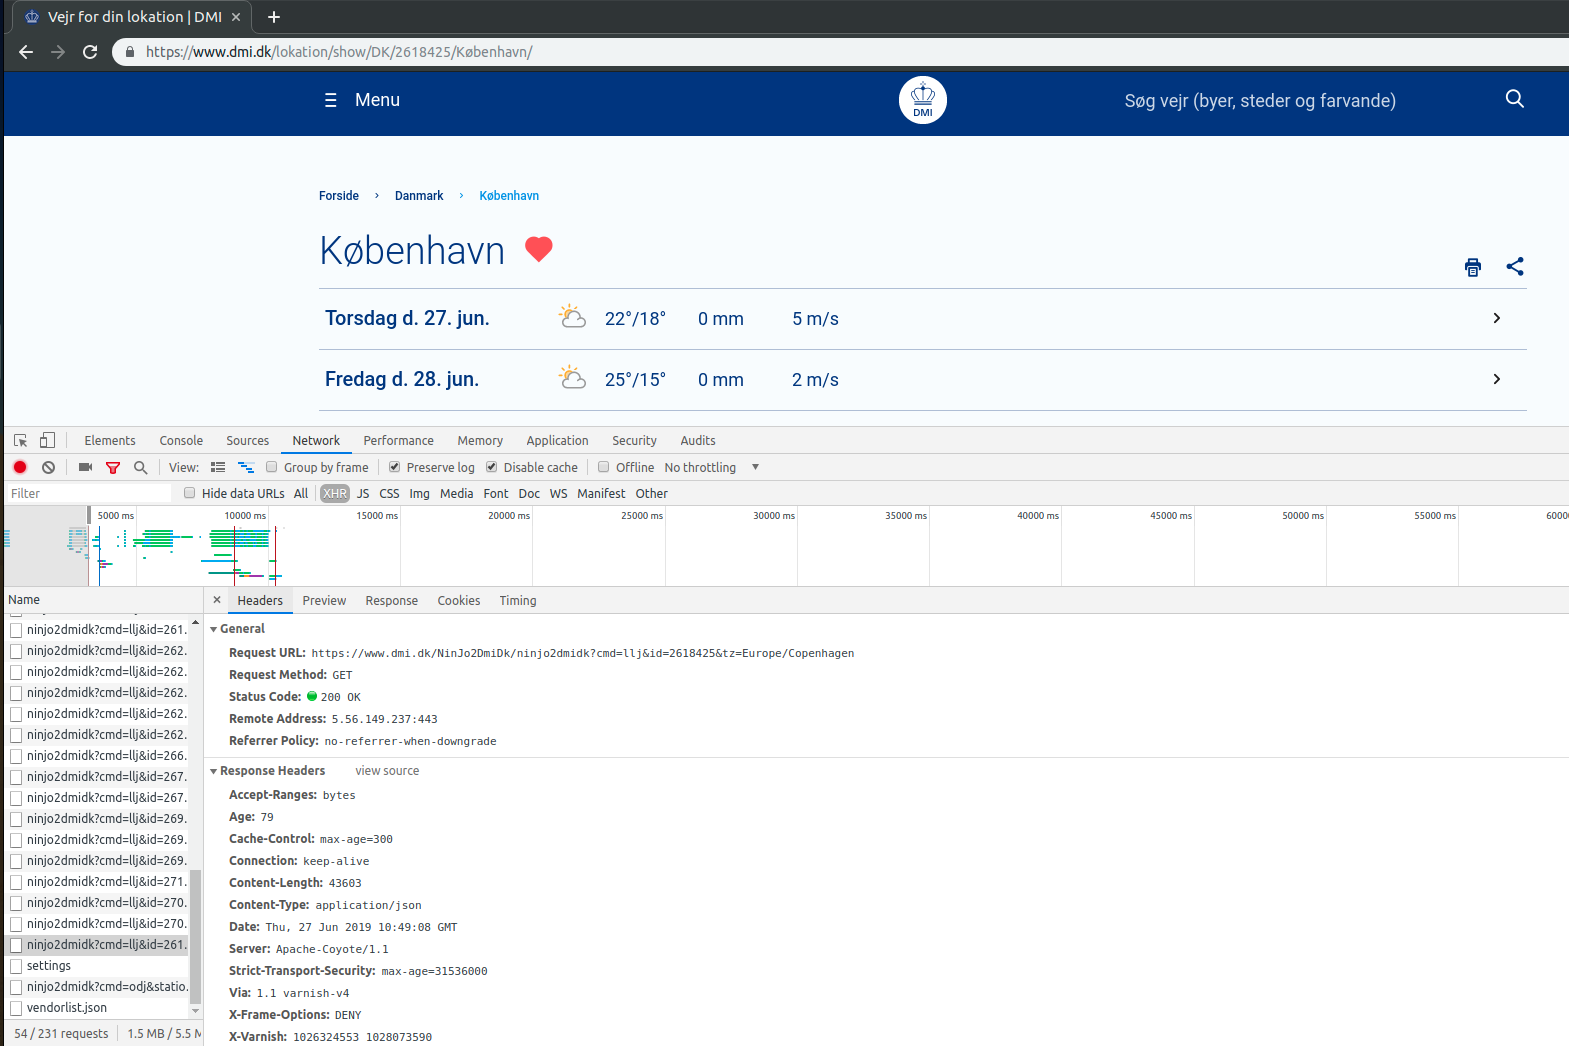 Vejr for din lokation | DMI
https://www.dmi.dk/lokation/show/DK/2618425/København/
Menu
DMI
Søg vejr (byer, steder og farvande)
Forside > Danmark > København
København
Torsdag d. 27. jun. 22°/18° 0 mm 5 m/s
Fredag d. 28. jun. 25°/15° 0 mm 2 m/s
Elements Console Sources Network Performance Memory Application Security Audits
View: Group by frame Preserve log Disable cache Offline No throttling
Filter Hide data URLs All XHR JS CSS Img Media Font Doc WS Manifest Other
5000 ms 10000 ms 15000 ms 20000 ms 25000 ms 30000 ms 35000 ms 40000 ms 45000 ms 50000 ms 55000 ms 6000
Name
ninjo2dmidk?cmd=llj&id=261.
ninjo2dmidk?cmd=llj&id=262.
ninjo2dmidk?cmd=llj&id=262.
ninjo2dmidk?cmd=llj&id=262.
ninjo2dmidk?cmd=llj&id=262.
ninjo2dmidk?cmd=llj&id=262.
ninjo2dmidk?cmd=llj&id=266.
ninjo2dmidk?cmd=llj&id=267.
ninjo2dmidk?cmd=llj&id=267.
ninjo2dmidk?cmd=llj&id=269.
ninjo2dmidk?cmd=llj&id=269.
ninjo2dmidk?cmd=llj&id=269.
ninjo2dmidk?cmd=llj&id=271.
ninjo2dmidk?cmd=llj&id=270.
ninjo2dmidk?cmd=llj&id=270.
ninjo2dmidk?cmd=llj&id=261.
settings
ninjo2dmidk?cmd=odj&statio.
vendorlist.json
54 / 231 requests 1.5 MB / 5.5 M
Headers Preview Response Cookies Timing
General
Request URL: https://www.dmi.dk/NinJo2DmiDk/ninjo2dmidk?cmd=llj&id=2618425&tz=Europe/Copenhagen
Request Method: GET
Status Code: 200 OK
Remote Address: 5.56.149.237:443
Referrer Policy: no-referrer-when-downgrade
Response Headers view source
Accept-Ranges: bytes
Age: 79
Cache-Control: max-age=300
Connection: keep-alive
Content-Length: 43603
Content-Type: application/json
Date: Thu, 27 Jun 2019 10:49:08 GMT
Server: Apache-Coyote/1.1
Strict-Transport-Security: max-age=31536000
Via: 1.1 varnish-v4
X-Frame-Options: DENY
X-Varnish: 1026324553 1028073590